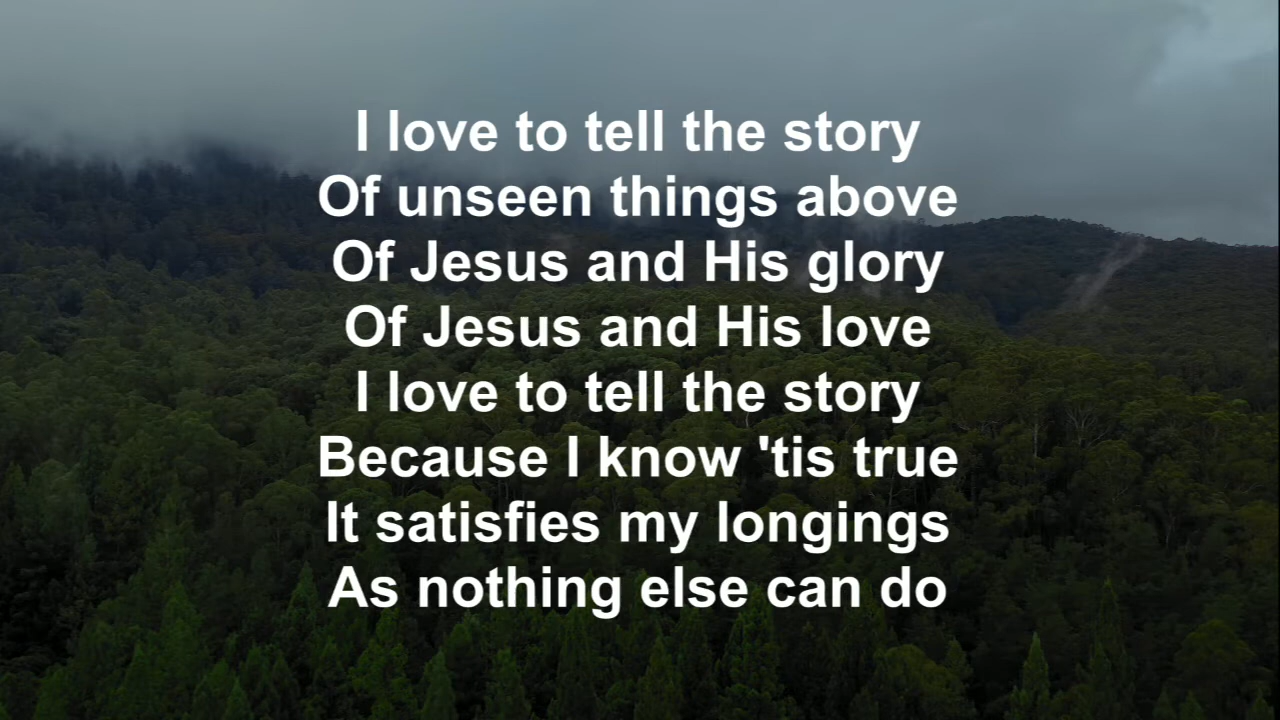 I love to tell the story
Of unseen things above
Of Jesus and His glory
Of Jesus and His love
I love to tell the story
Because I know 'tis true
It satisfies my longings
As nothing else can do